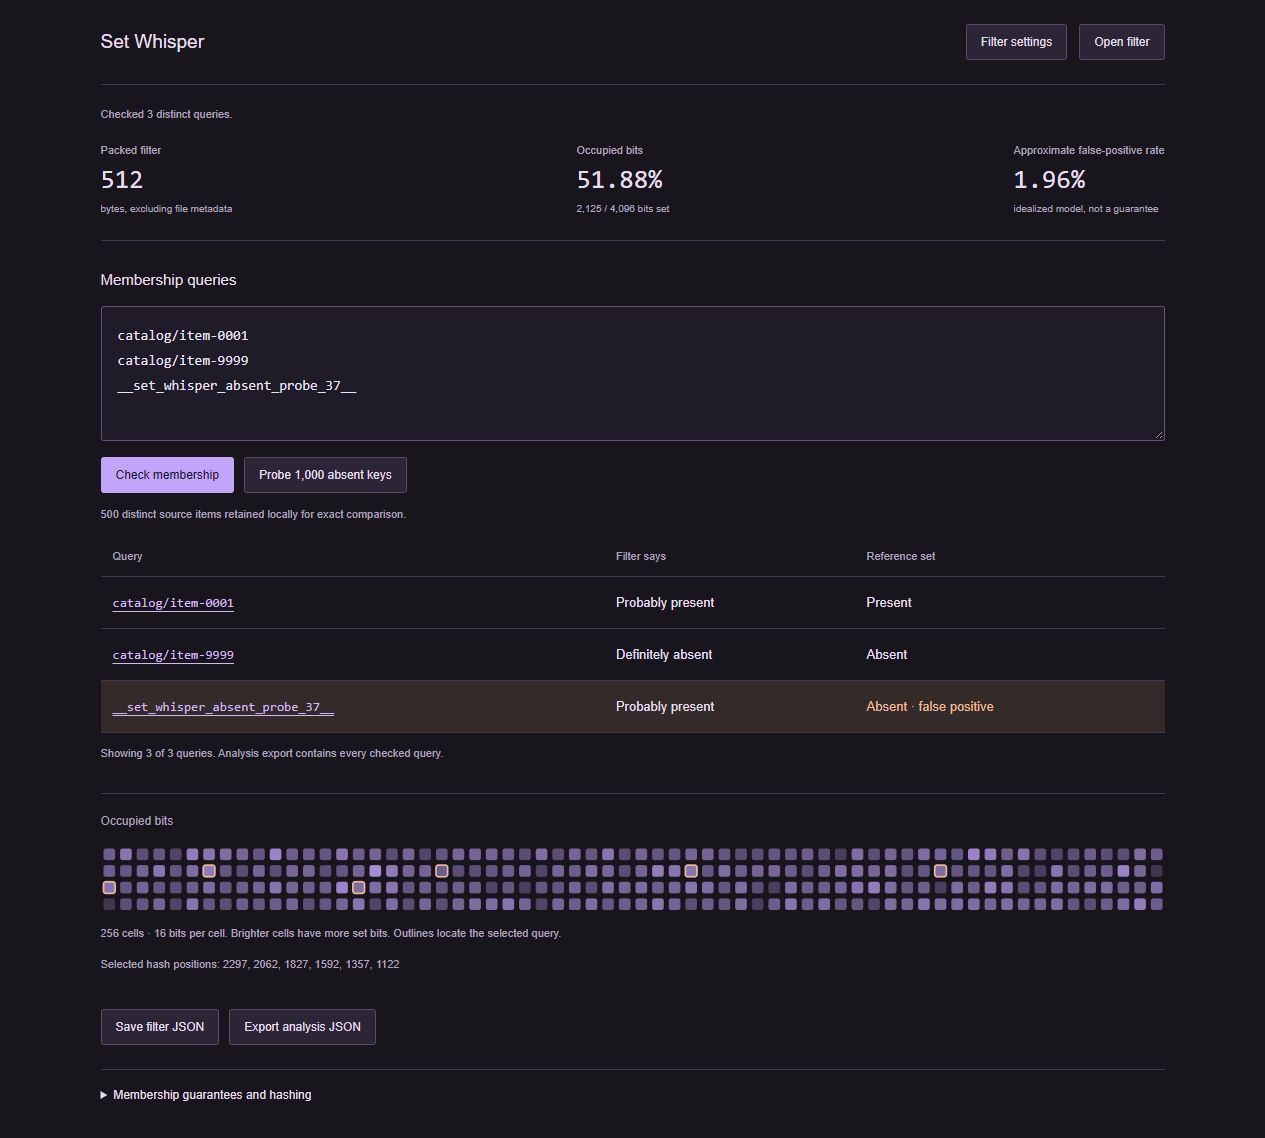 Set Whisper
Filter settings
Open filter
Checked 3 distinct queries.
Packed filter
512
bytes, excluding file metadata
Occupied bits
51.88%
2,125 / 4,096 bits set
Approximate false-positive rate
1.96%
idealized model, not a guarantee
Membership queries
catalog/item-0001
catalog/item-9999
__set_whisper_absent_probe_37__
Check membership
Probe 1,000 absent keys
500 distinct source items retained locally for exact comparison.
Query Filter says Reference set
catalog/item-0001 Probably present Present
catalog/item-9999 Definitely absent Absent
__set_whisper_absent_probe_37__ Probably present Absent · false positive
Showing 3 of 3 queries. Analysis export contains every checked query.
Occupied bits
256 cells · 16 bits per cell. Brighter cells have more set bits. Outlines locate the selected query.
Selected hash positions: 2297, 2062, 1827, 1592, 1357, 1122
Save filter JSON
Export analysis JSON
Membership guarantees and hashing